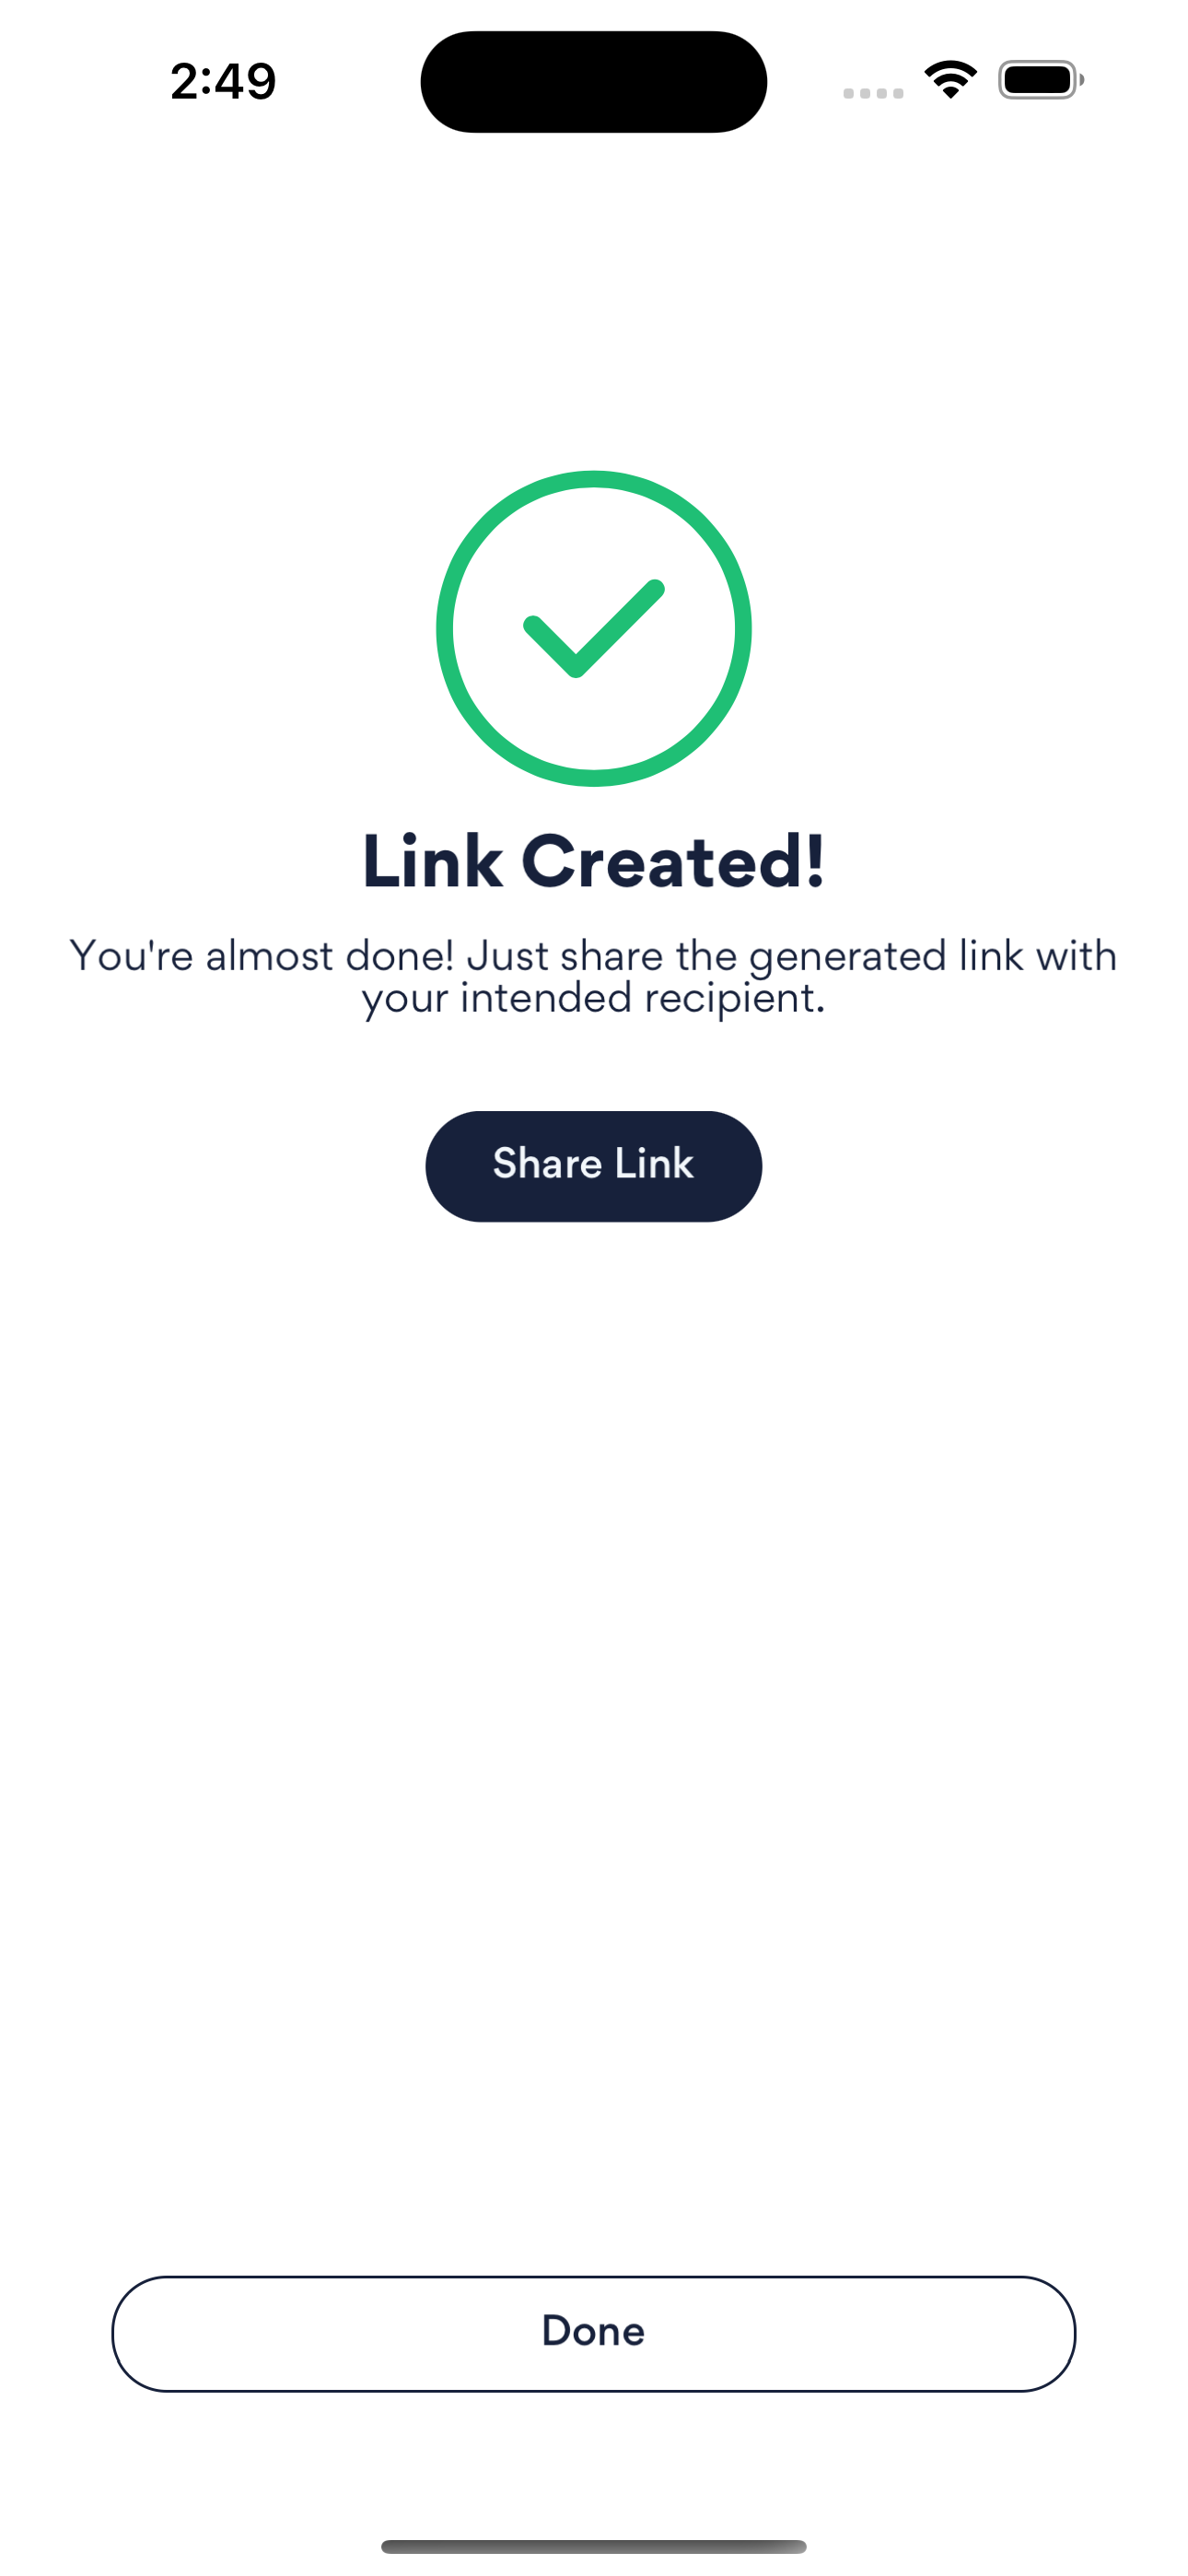 2:49
Link Created!
You're almost done! Just share the generated link with
your intended recipient.
Share Link
Done